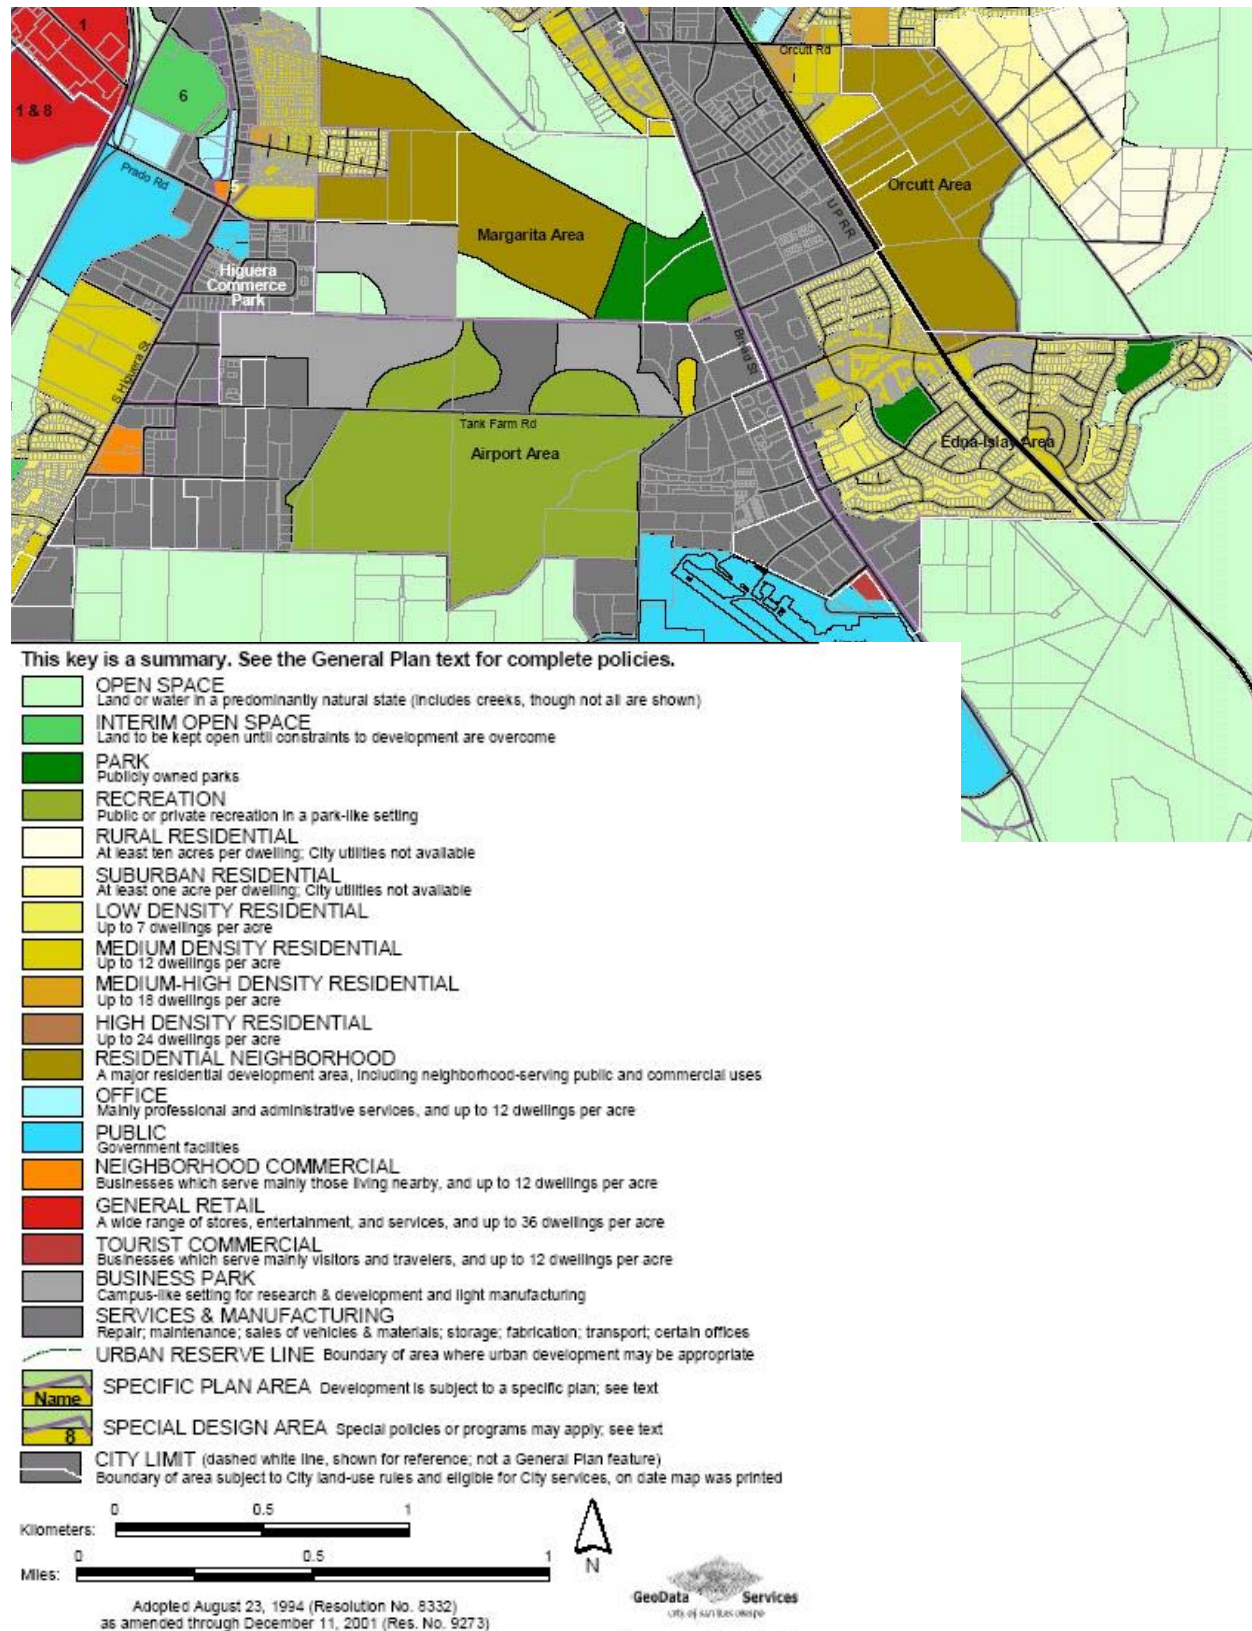 1
3
Orcutt Rd
6
1 & 8
Prado Rd
5
Orcutt Area
UPRR
Margarita Area
Higuera
Commerce
Park
Broad St
S. Higuera St
Tank Farm Rd
Airport Area
Edna-Islay Area
This key is a summary. See the General Plan text for complete policies.
OPEN SPACE
Land or water in a predominantly natural state (includes creeks, though not all are shown)
INTERIM OPEN SPACE
Land to be kept open until constraints to development are overcome
PARK
Publicly owned parks
RECREATION
Public or private recreation in a park-like setting
RURAL RESIDENTIAL
At least ten acres per dwelling; City utilities not available
SUBURBAN RESIDENTIAL
At least one acre per dwelling; City utilities not available
LOW DENSITY RESIDENTIAL
Up to 7 dwellings per acre
MEDIUM DENSITY RESIDENTIAL
Up to 12 dwellings per acre
MEDIUM-HIGH DENSITY RESIDENTIAL
Up to 18 dwellings per acre
HIGH DENSITY RESIDENTIAL
Up to 24 dwellings per acre
RESIDENTIAL NEIGHBORHOOD
A major residential development area, including neighborhood-serving public and commercial uses
OFFICE
Mainly professional and administrative services, and up to 12 dwellings per acre
PUBLIC
Government facilities
NEIGHBORHOOD COMMERCIAL
Businesses which serve mainly those living nearby, and up to 12 dwellings per acre
GENERAL RETAIL
A wide range of stores, entertainment, and services, and up to 36 dwellings per acre
TOURIST COMMERCIAL
Businesses which serve mainly visitors and travelers, and up to 12 dwellings per acre
BUSINESS PARK
Campus-like setting for research & development and light manufacturing
SERVICES & MANUFACTURING
Repair; maintenance; sales of vehicles & materials; storage; fabrication; transport; certain offices
URBAN RESERVE LINE Boundary of area where urban development may be appropriate
Name SPECIFIC PLAN AREA Development is subject to a specific plan; see text
8 SPECIAL DESIGN AREA Special policies or programs may apply; see text
CITY LIMIT (dashed white line, shown for reference; not a General Plan feature)
Boundary of area subject to City land-use rules and eligible for City services, on date map was printed
0 0.5 1
Kilometers:
0 0.5 1
Miles:
N
GeoData Services
city of san luis obispo
Adopted August 23, 1994 (Resolution No. 8332)
as amended through December 11, 2001 (Res. No. 9273)